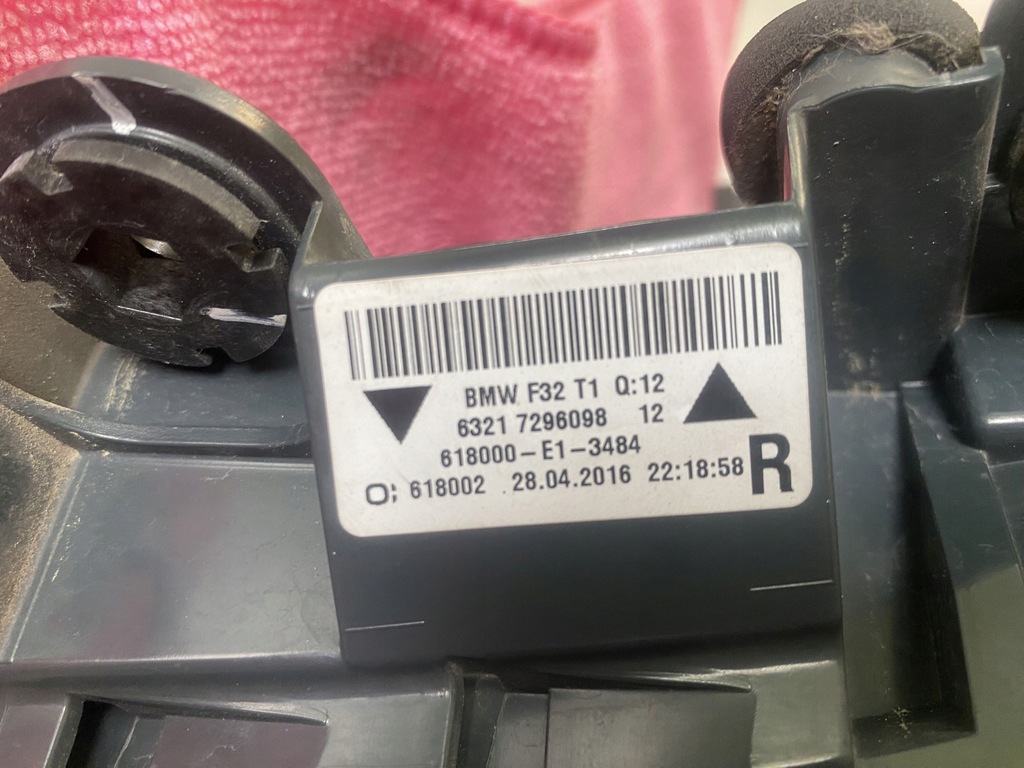 BMW F32 T1 Q:12
6321 7296098 12
618000-E1-3484
O; 618002 28.04.2016 22:18:58 R